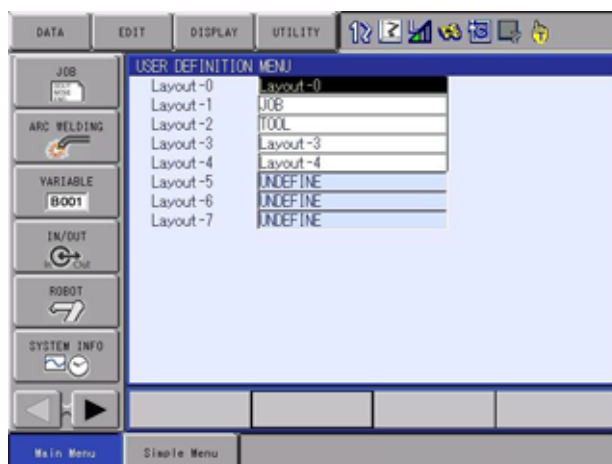 DATA EDIT DISPLAY UTILITY
JOB
ARC WELDING
VARIABLE
B001
IN/OUT
In Out
ROBOT
SYSTEM INFO
USER DEFINITION MENU
Layout-0 Layout-0
Layout-1 JOB
Layout-2 TOOL
Layout-3 Layout-3
Layout-4 Layout-4
Layout-5 UNDEFINE
Layout-6 UNDEFINE
Layout-7 UNDEFINE
Main Menu Simple Menu